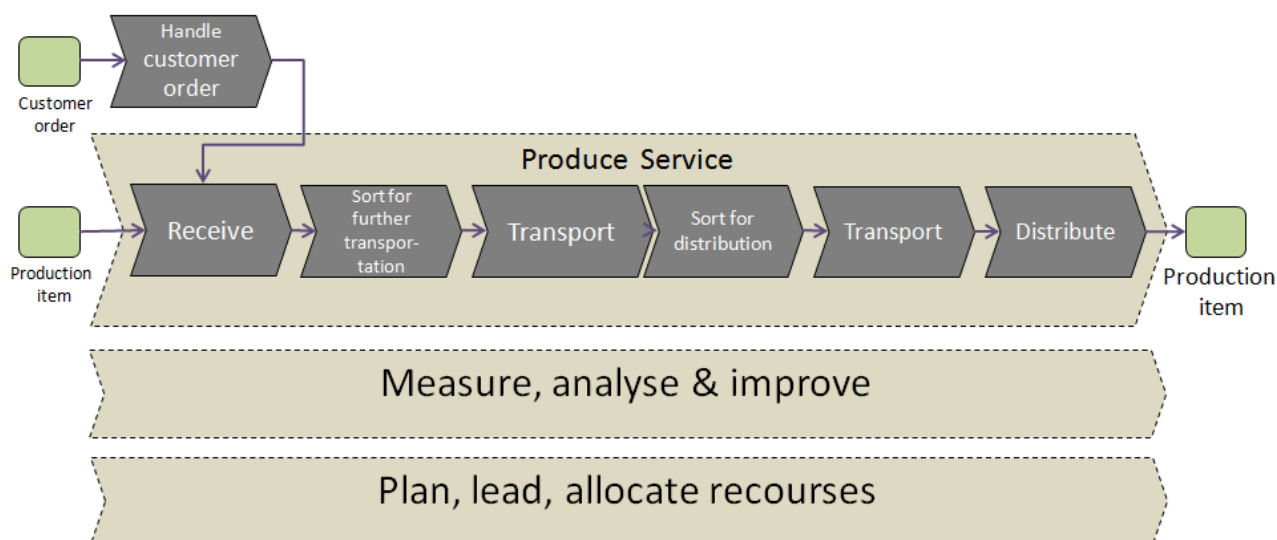 Handle
customer
order
Customer
order
Produce Service
Receive
Sort for
further
transpor-
tation
Transport
Sort for
distribution
Transport
Distribute
Production
item
Production
item
Measure, analyse & improve
Plan, lead, allocate recourses